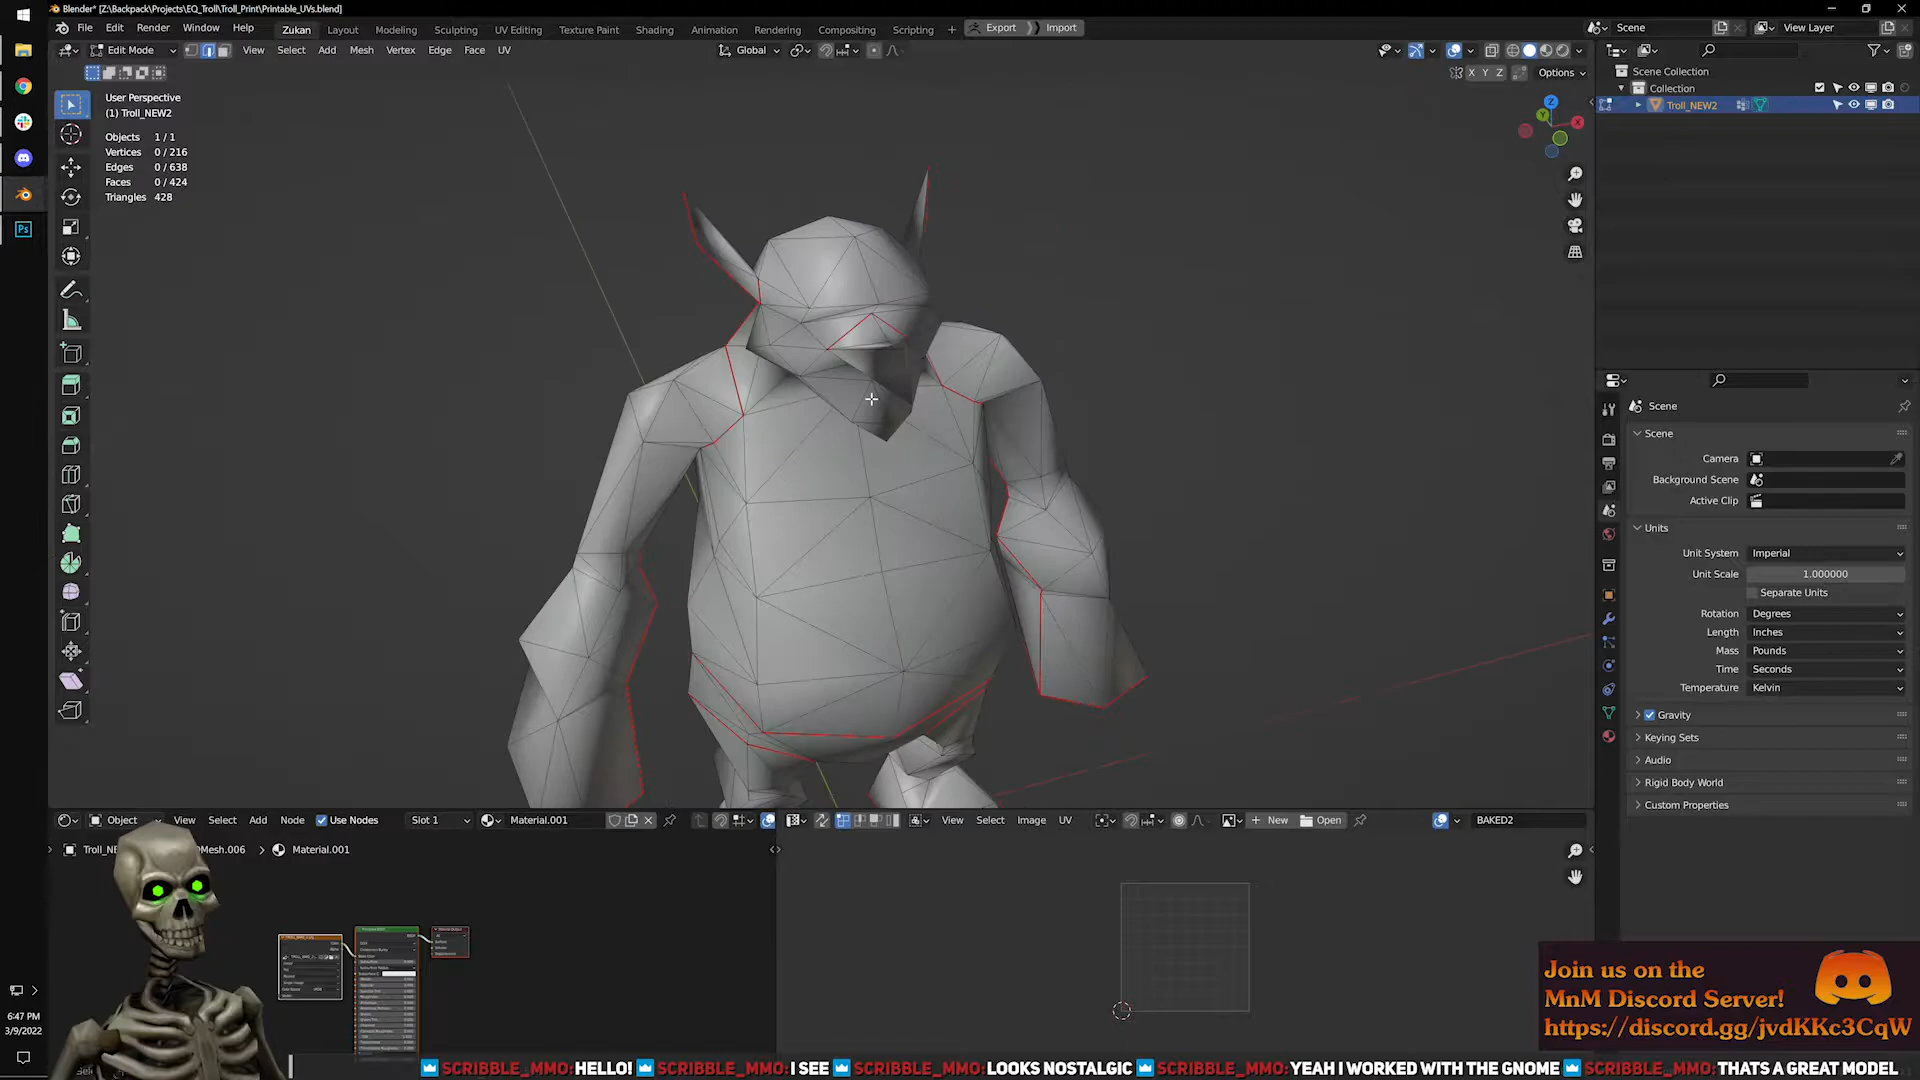 Blender* [Z:\Backpack\Projects\EQ_Troll\Troll_Print\Printable_UVs.blend]
File Edit Render Window Help Zukan Layout Modeling Sculpting UV Editing Texture Paint Shading Animation Rendering Compositing Scripting + Export Import Scene View Layer
Edit Mode View Select Add Mesh Vertex Edge Face UV Global
X Y Z Options
Scene Collection
Collection
Troll_NEW2
User Perspective
(1) Troll_NEW2
Objects 1 / 1
Vertices 0 / 216
Edges 0 / 638
Faces 0 / 424
Triangles 428
Scene
Scene
Camera
Background Scene
Active Clip
Units
Unit System Imperial
Unit Scale 1.000000
Separate Units
Rotation Degrees
Length Inches
Mass Pounds
Time Seconds
Temperature Kelvin
Gravity
Keying Sets
Audio
Rigid Body World
Custom Properties
Ps
Object View Select Add Node Use Nodes Slot 1 Material.001
View Select Image UV New Open BAKED2
Mesh.006 > Material.001
Join us on the
MnM Discord Server!
https://discord.gg/jvdKKc3CqW
6:47 PM
3/9/2022
SCRIBBLE_MMO: HELLO! SCRIBBLE_MMO: I SEE SCRIBBLE_MMO: LOOKS NOSTALGIC SCRIBBLE_MMO: YEAH I WORKED WITH THE GNOME SCRIBBLE_MMO: THATS A GREAT MODEL